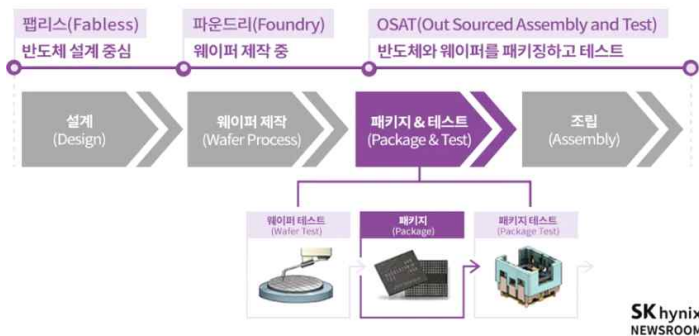 팹리스(Fabless)
반도체 설계 중심
파운드리(Foundry)
웨이퍼 제작 중
OSAT(Out Sourced Assembly and Test)
반도체와 웨이퍼를 패키징하고 테스트
설계
(Design)
웨이퍼 제작
(Wafer Process)
패키지 & 테스트
(Package & Test)
조립
(Assembly)
웨이퍼 테스트
(Wafer Test)
패키지
(Package)
패키지 테스트
(Package Test)
SK hynix
NEWSROOM